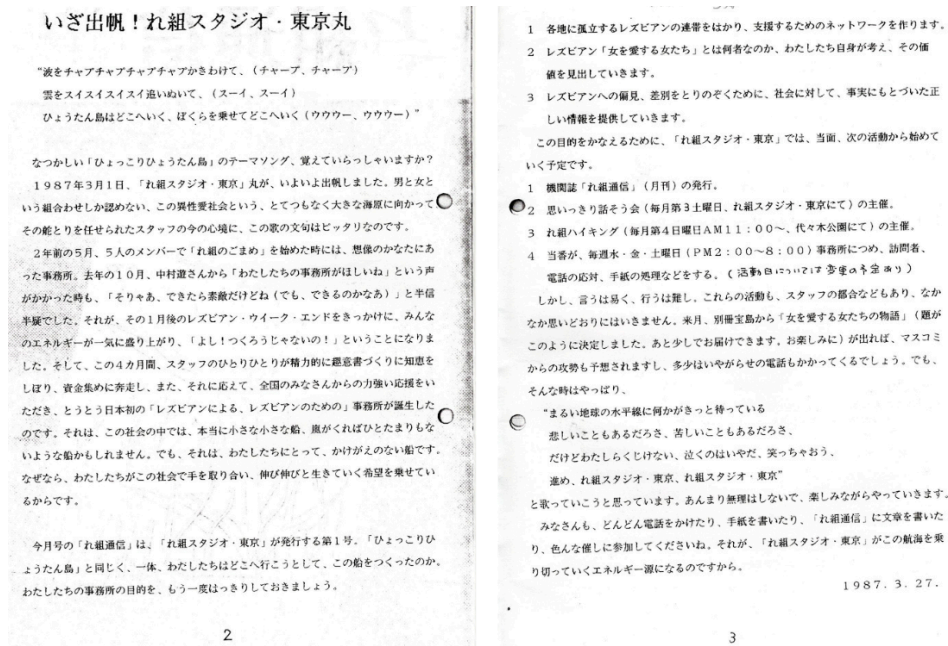 いざ出帆！れ組スタジオ・東京丸
“波をチャプチャプチャプチャプかきわけて、（チャープ、チャープ）
雲をスイスイスイスイ追いぬいて、（スーイ、スーイ）
ひょうたん島はどこへいく、ぼくらを乗せてどこへいく（ウウウー、ウウウー）”
なつかしい「ひょっこりひょうたん島」のテーマソング、覚えていらっしゃいますか？
１９８７年３月１日、「れ組スタジオ・東京」丸が、いよいよ出帆しました。男と女と
いう組合わせしか認めない、この異性愛社会という、とてつもなく大きな海原に向かって
その舵とりを任せられたスタッフの今の心境に、この歌の文句はピッタリなのです。
２年前の５月、５人のメンバーで「れ組のごまめ」を始めた時には、想像のかなたにあ
った事務所。去年の１０月、中村遊さんから「わたしたちの事務所がほしいね」という声
がかかった時も、「そりゃあ、できたら素敵だけどね（でも、できるのかなあ）」と半信
半疑でした。それが、その１月後のレズビアン・ウイーク・エンドをきっかけに、みんな
のエネルギーが一気に盛り上がり、「よし！つくろうじゃないの！」ということになりま
した。そして、この４カ月間、スタッフのひとりひとりが精力的に趣意書づくりに知恵を
しぼり、資金集めに奔走し、また、それに応えて、全国のみなさんからの力強い応援をい
ただき、とうとう日本初の「レズビアンによる、レズビアンのための」事務所が誕生した
のです。それは、この社会の中では、本当に小さな小さな船、嵐がくればひとたまりもな
いような船かもしれません。でも、それは、わたしたちにとって、かけがえのない船です。
なぜなら、わたしたちがこの社会で手を取り合い、伸び伸びと生きていく希望を乗せてい
るからです。
今月号の「れ組通信」は、「れ組スタジオ・東京」が発行する第１号。「ひょっこりひ
ょうたん島」と同じく、一体、わたしたちはどこへ行こうとして、この船をつくったのか。
わたしたちの事務所の目的を、もう一度はっきりしておきましょう。
2
１ 各地に孤立するレズビアンの連帯をはかり、支援するためのネットワークを作ります。
２ レズビアン「女を愛する女たち」とは何者なのか、わたしたち自身が考え、その価
値を見出していきます。
３ レズビアンへの偏見、差別をとりのぞくために、社会に対して、事実にもとづいた正
しい情報を提供していきます。
この目的をかなえるために、「れ組スタジオ・東京」では、当面、次の活動から始めて
いく予定です。
１ 機関誌「れ組通信」（月刊）の発行。
２ 思いっきり話そう会（毎月第３土曜日、れ組スタジオ・東京にて）の主催。
３ れ組ハイキング（毎月第４日曜日ＡＭ１１：００〜、代々木公園にて）の主催。
４ 当番が、毎週水・金・土曜日（ＰＭ２：００〜８：００）事務所につめ、訪問者、
電話の応対、手紙の処理などをする。（活動日については変更の予定あり）
しかし、言うは易く、行うは難し。これらの活動も、スタッフの都合などもあり、なか
なか思いどおりにはいきません。来月、別冊宝島から「女を愛する女たちの物語」（題が
このように決定しました。あと少しでお届けできます。お楽しみに）が出れば、マスコミ
からの攻勢も予想されますし、多少はいやがらせの電話もかかってくるでしょう。でも、
そんな時はやっぱり、
“まるい地球の水平線に何かがきっと待っている
悲しいこともあるだろさ、苦しいこともあるだろさ、
だけどわたしらくじけない、泣くのはいやだ、笑っちゃおう、
進め、れ組スタジオ・東京、れ組スタジオ・東京”
と歌っていこうと思っています。あんまり無理はしないで、楽しみながらやっていきます。
みなさんも、どんどん電話をかけたり、手紙を書いたり、「れ組通信」に文章を書いた
り、色んな催しに参加してくださいね。それが、「れ組スタジオ・東京」がこの航海を乗
り切っていくエネルギー源になるのですから。
１９８７．３．２７．
3